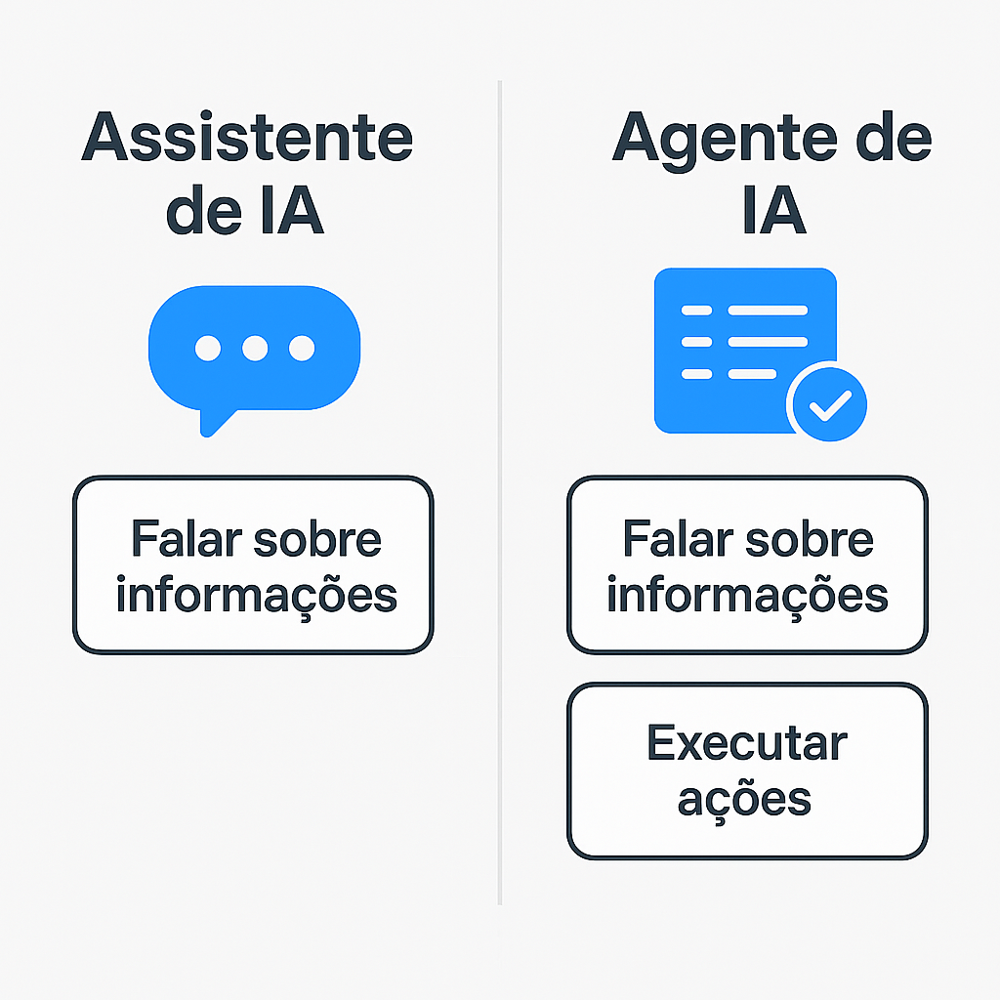 Assistente
de IA
Falar sobre
informações
Agente de
IA
Falar sobre
informações
Executar
ações